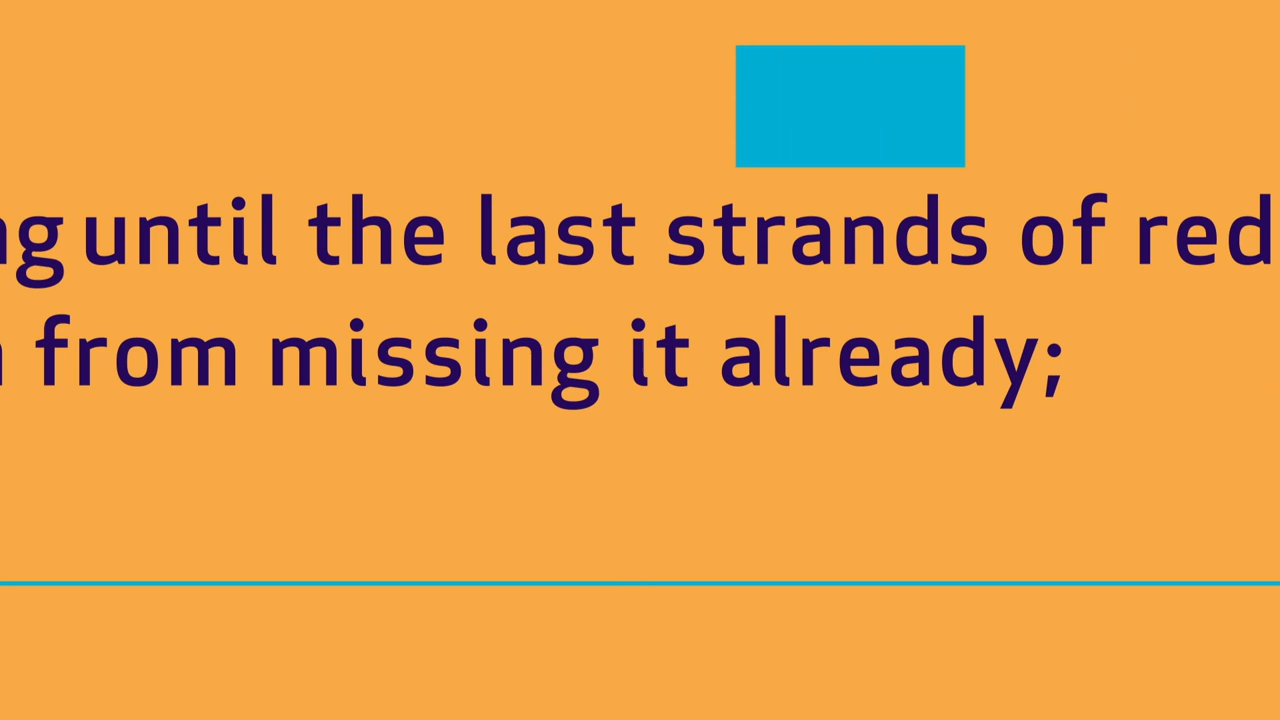 ng until the last strands of red
from missing it already;